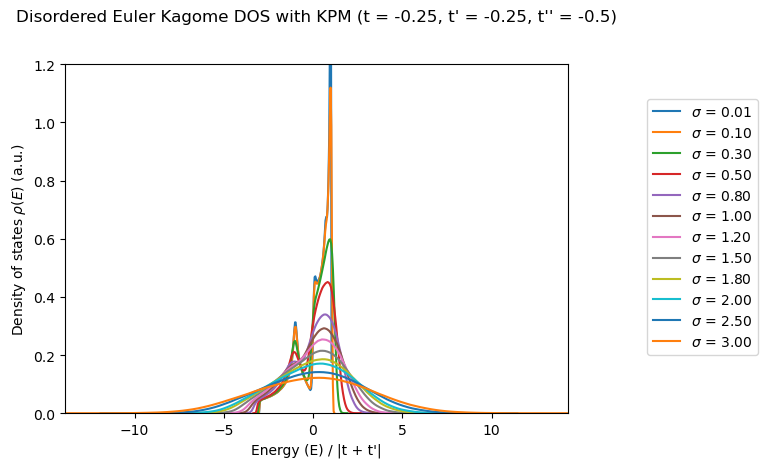 Disordered Euler Kagome DOS with KPM (t = -0.25, t' = -0.25, t'' = -0.5)
1.2
1.0
0.8
0.6
0.4
0.2
0.0
Density of states ρ(E) (a.u.)
−10
−5
0
5
10
Energy (E) / |t + t'|
σ = 0.01
σ = 0.10
σ = 0.30
σ = 0.50
σ = 0.80
σ = 1.00
σ = 1.20
σ = 1.50
σ = 1.80
σ = 2.00
σ = 2.50
σ = 3.00